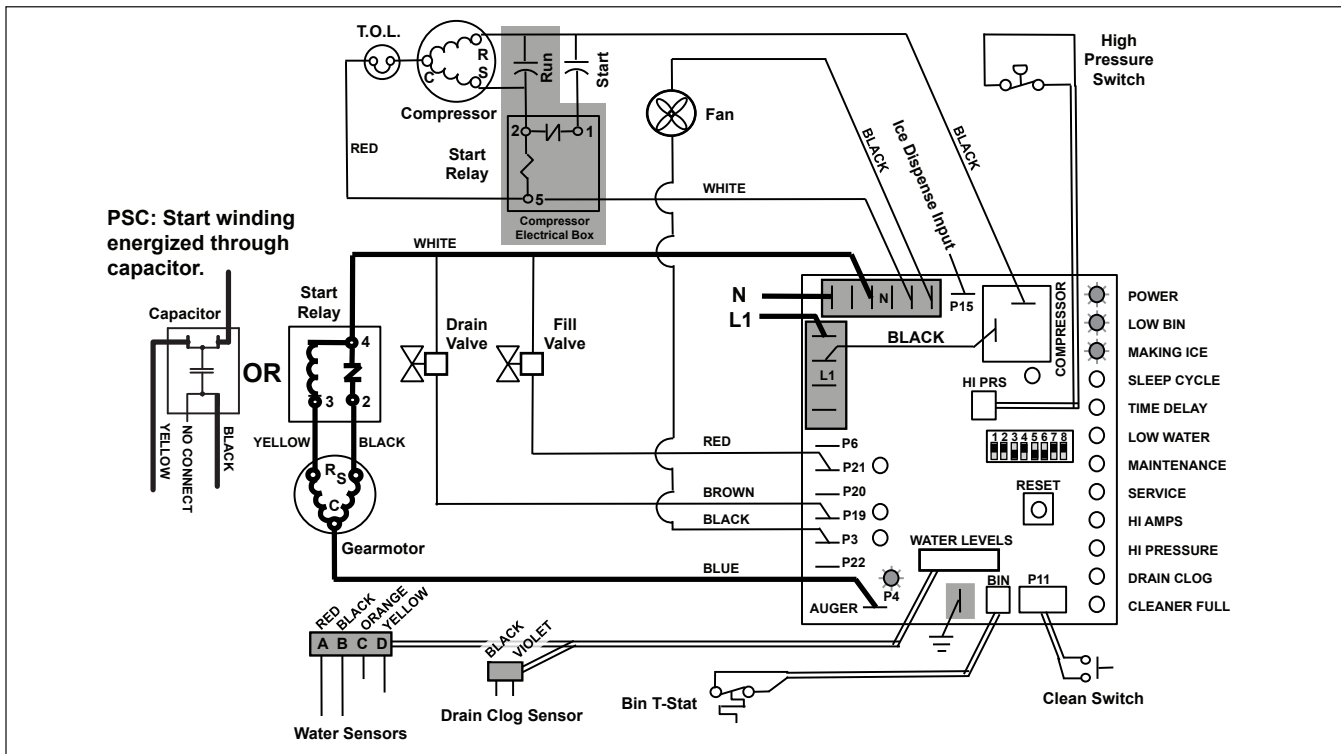 T.O.L.
R
S
C
Compressor
Run
Start
2
1
Start
Relay
5
Compressor
Electrical Box
RED
WHITE
Fan
BLACK
Ice Dispense Input
BLACK
High
Pressure
Switch
PSC: Start winding
energized through
capacitor.
WHITE
Capacitor
YELLOW
NO CONNECT
BLACK
OR
Start
Relay
4
3
2
YELLOW
BLACK
R
S
C
Gearmotor
Drain
Valve
Fill
Valve
N
L1
N
P15
COMPRESSOR
BLACK
L1
HI PRS
1 2 3 4 5 6 7 8
RESET
RED
BROWN
BLACK
BLUE
P6
P21
P20
P19
P3
P22
P4
AUGER
WATER LEVELS
BIN
P11
POWER
LOW BIN
MAKING ICE
SLEEP CYCLE
TIME DELAY
LOW WATER
MAINTENANCE
SERVICE
HI AMPS
HI PRESSURE
DRAIN CLOG
CLEANER FULL
RED
BLACK
ORANGE
YELLOW
A B C D
Water Sensors
BLACK
VIOLET
Drain Clog Sensor
Bin T-Stat
Clean Switch